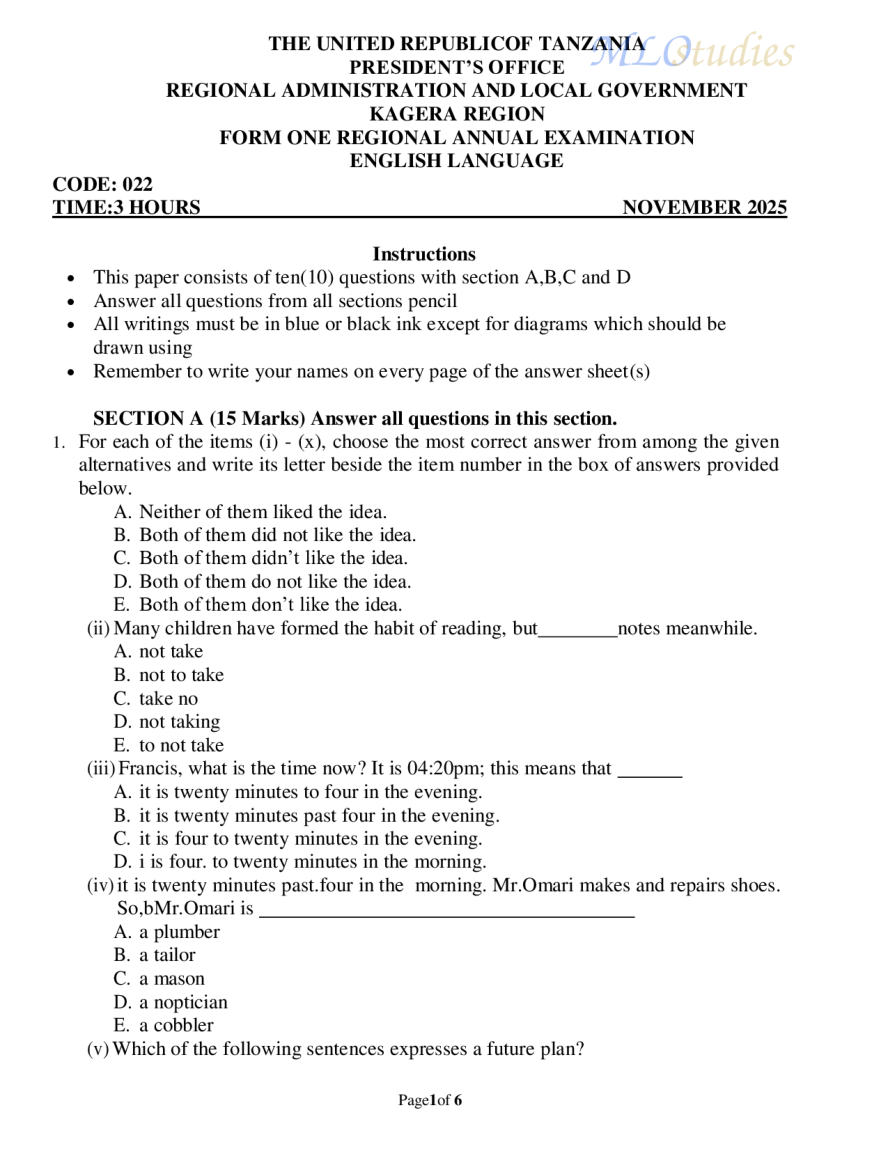 THE UNITED REPUBLICOF TANZANIA
MLOstudies
PRESIDENT'S OFFICE
REGIONAL ADMINISTRATION AND LOCAL GOVERNMENT
KAGERA REGION
FORM ONE REGIONAL ANNUAL EXAMINATION
ENGLISH LANGUAGE
CODE: 022
TIME:3 HOURS NOVEMBER 2025
Instructions
• This paper consists of ten(10) questions with section A,B,C and D
• Answer all questions from all sections pencil
• All writings must be in blue or black ink except for diagrams which should be
drawn using
• Remember to write your names on every page of the answer sheet(s)
SECTION A (15 Marks) Answer all questions in this section.
1. For each of the items (i) - (x), choose the most correct answer from among the given
alternatives and write its letter beside the item number in the box of answers provided
below.
A. Neither of them liked the idea.
B. Both of them did not like the idea.
C. Both of them didn't like the idea.
D. Both of them do not like the idea.
E. Both of them don't like the idea.
(ii) Many children have formed the habit of reading, but________notes meanwhile.
A. not take
B. not to take
C. take no
D. not taking
E. to not take
(iii) Francis, what is the time now? It is 04:20pm; this means that ______
A. it is twenty minutes to four in the evening.
B. it is twenty minutes past four in the evening.
C. it is four to twenty minutes in the evening.
D. i is four. to twenty minutes in the morning.
(iv) it is twenty minutes past.four in the morning. Mr.Omari makes and repairs shoes.
So,bMr.Omari is ______________________________________
A. a plumber
B. a tailor
C. a mason
D. a noptician
E. a cobbler
(v) Which of the following sentences expresses a future plan?
Page1of 6